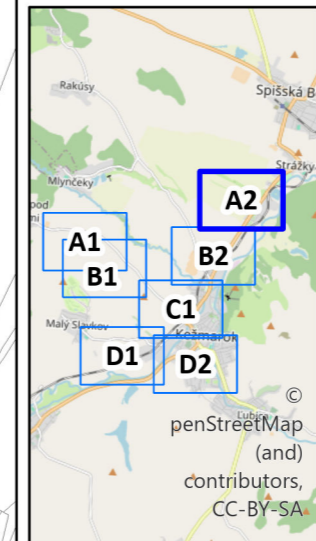 Rakúsy
Spišská B
Strážky
Mlynčeky
pod
A2
A1
B2
B1
C1
Malý Slavkov
Kežmarok
D1
D2
Ľubica
©
penStreetMap
(and)
contributors,
CC-BY-SA